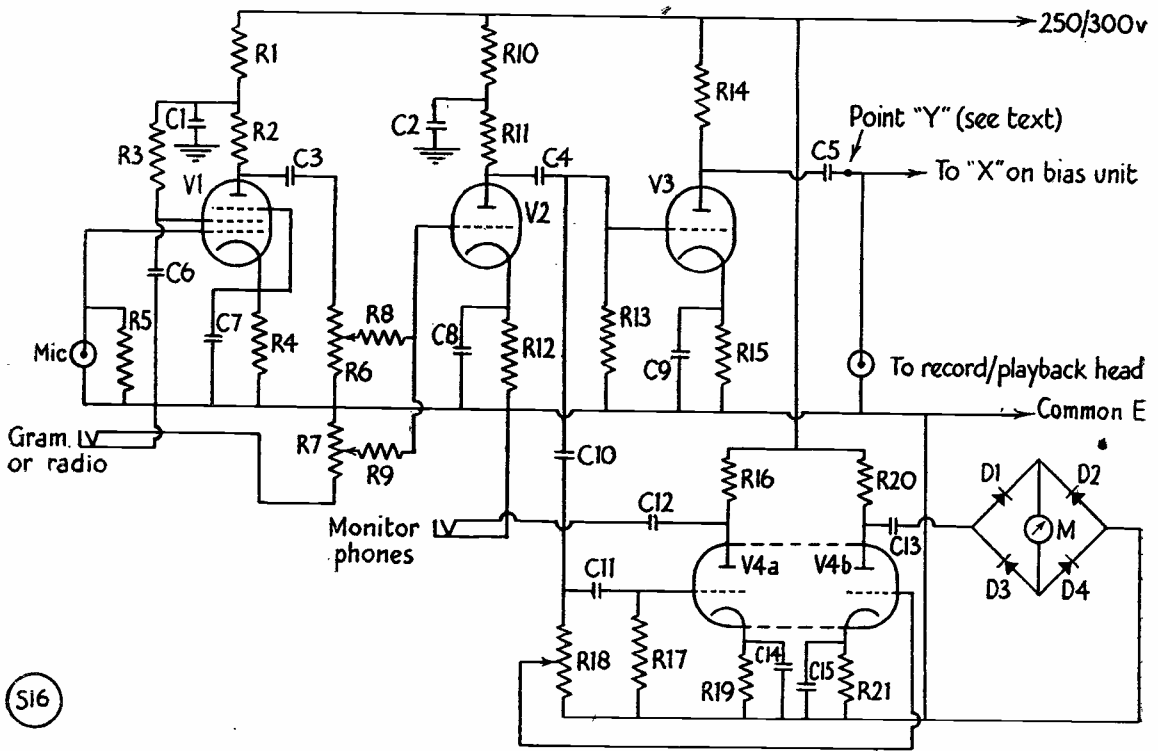 250/300v
R1
R10
R14
C1
R2
C2
R11
R3
C3
C4
C5
Point "Y" (see text)
To "X" on bias unit
V1
V2
V3
C6
R5
C7
R4
R8
R6
C8
R12
R13
C9
R15
Mic
To record/playback head
Common E
Gram.
or radio
R7
R9
C10
R16
R20
D1
D2
M
D3
D4
Monitor
phones
C12
C13
V4a
V4b
C11
R18
R17
R19
C14
C15
R21
S16